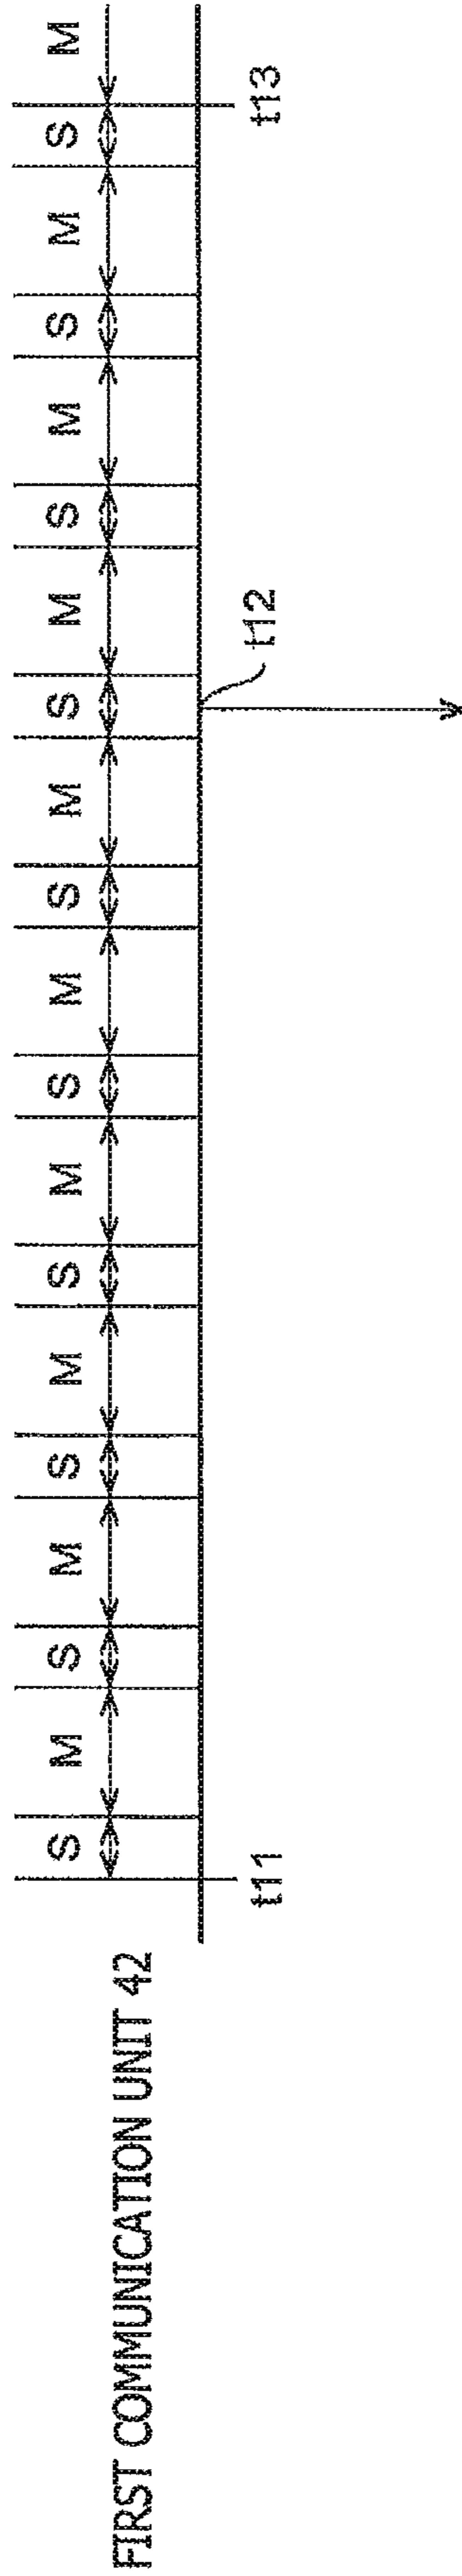 S M S M S M S M S M S M S M S M S M S M
FIRST COMMUNICATION UNIT 42
t11 t12 t13